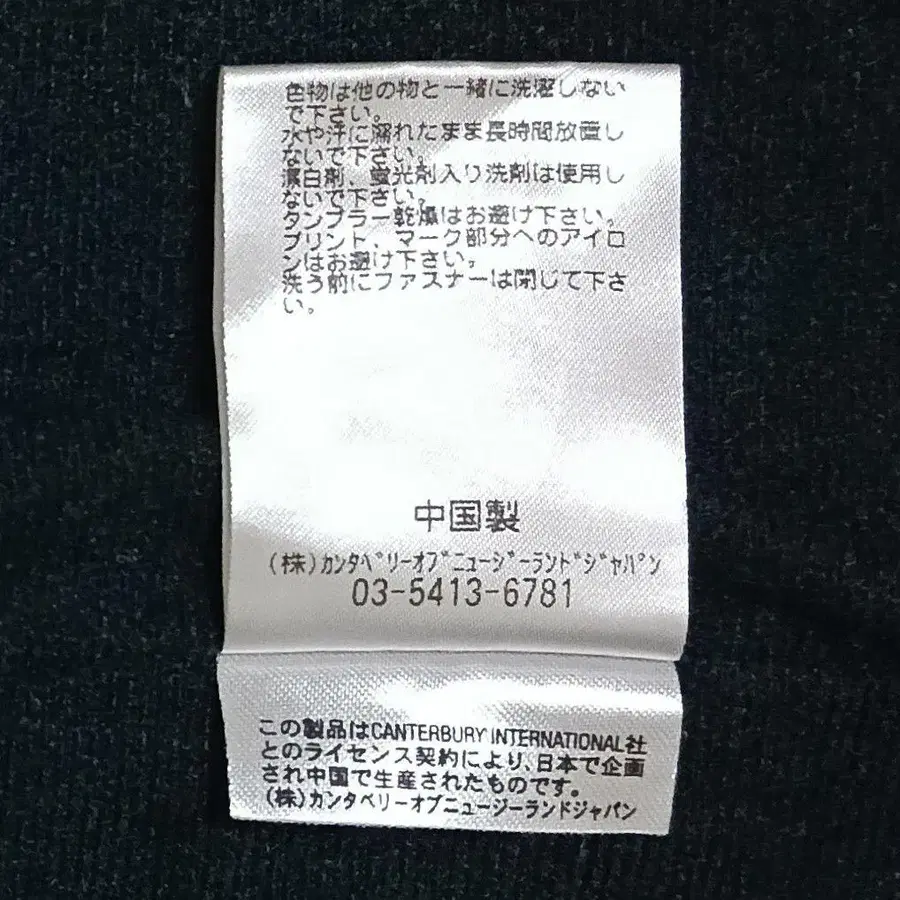 色物は他の物と一緒に洗濯しない
で下さい。
水や汗に濡れたまま長時間放置し
ないで下さい。
漂白剤、蛍光剤入り洗剤は使用し
ないで下さい。
タンブラー乾燥はお避け下さい。
プリント、マーク部分へのアイロ
ンはお避け下さい。
洗う前にファスナーは閉じて下さ
い。
中国製
(株)ｶﾝﾀﾍﾞﾘｰｵﾌﾞﾆｭｰｼﾞｰﾗﾝﾄﾞｼﾞｬﾊﾟﾝ
03-5413-6781
この製品はCANTERBURY INTERNATIONAL社
とのライセンス契約により、日本で企画
され中国で生産されたものです。
(株)カンタベリーオブニュージーランドジャパン